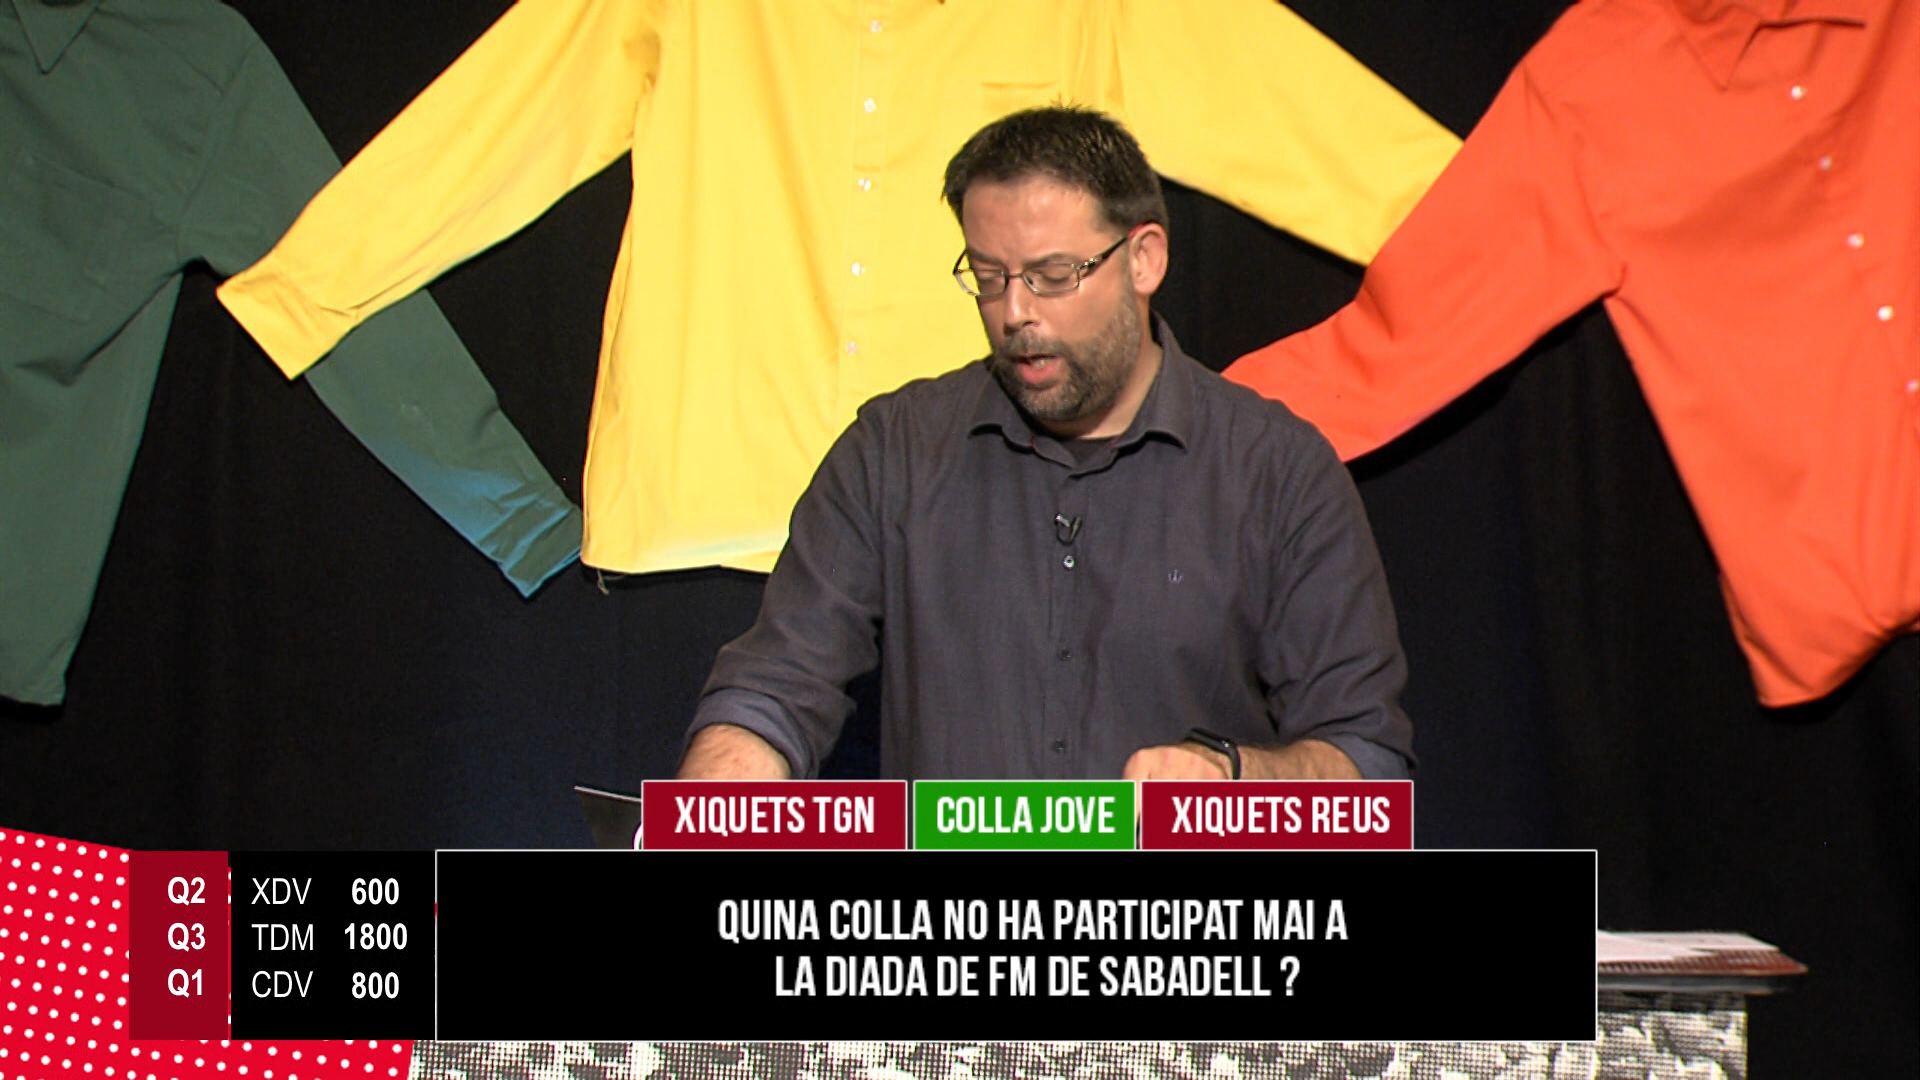 XIQUETS TGN
COLLA JOVE
XIQUETS REUS
Q2 XDV 600
Q3 TDM 1800
Q1 CDV 800
QUINA COLLA NO HA PARTICIPAT MAI A
LA DIADA DE FM DE SABADELL ?